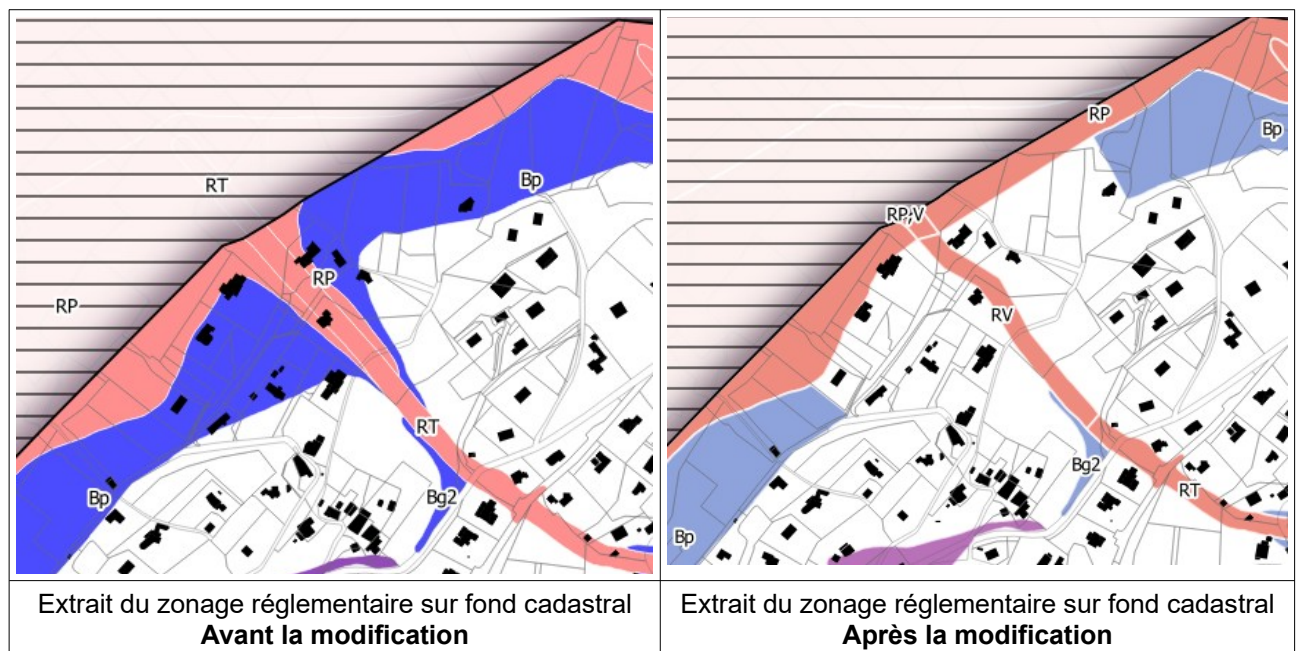 RT
Bp
RP
RP
RT
Bg2
Bp
RP
Bp
RP,V
RV
Bg2
RT
Bp
Extrait du zonage réglementaire sur fond cadastral
Avant la modification
Extrait du zonage réglementaire sur fond cadastral
Après la modification